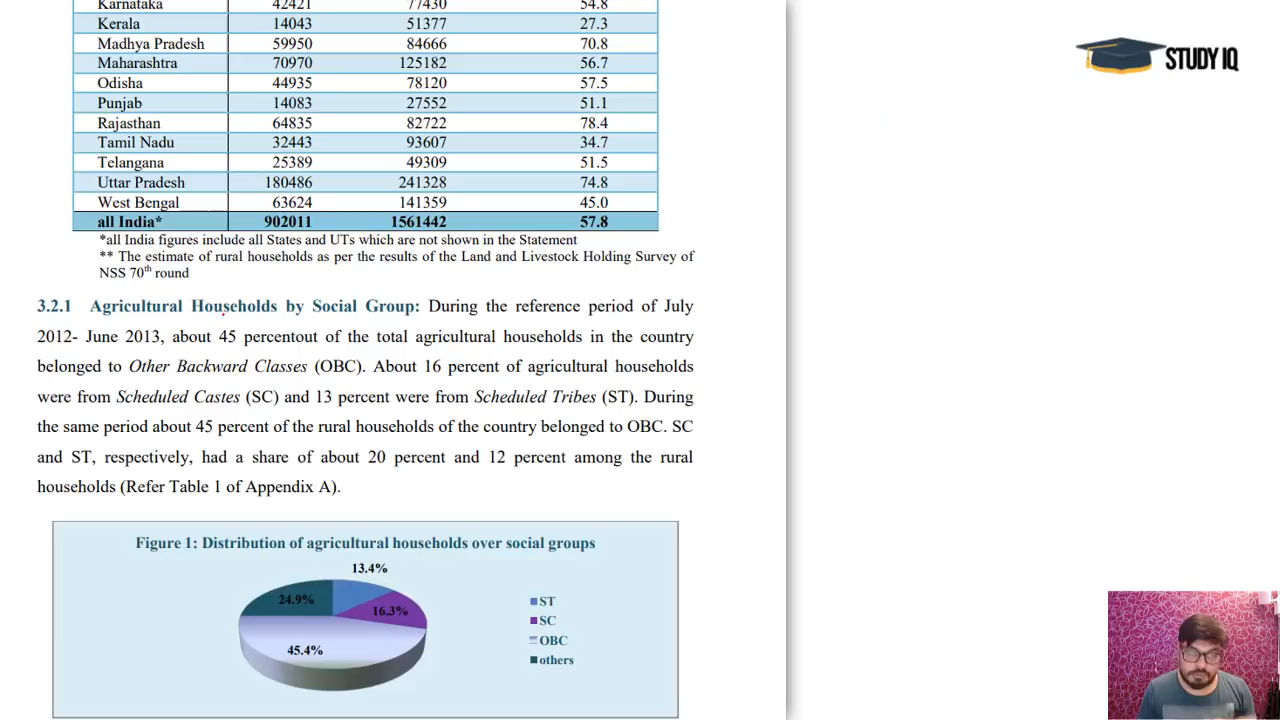 Karnataka 42421 77430 54.8
Kerala 14043 51377 27.3
Madhya Pradesh 59950 84666 70.8
Maharashtra 70970 125182 56.7
Odisha 44935 78120 57.5
Punjab 14083 27552 51.1
Rajasthan 64835 82722 78.4
Tamil Nadu 32443 93607 34.7
Telangana 25389 49309 51.5
Uttar Pradesh 180486 241328 74.8
West Bengal 63624 141359 45.0
all India* 902011 1561442 57.8
*all India figures include all States and UTs which are not shown in the Statement
** The estimate of rural households as per the results of the Land and Livestock Holding Survey of
NSS 70th round
3.2.1 Agricultural Households by Social Group: During the reference period of July
2012- June 2013, about 45 percentout of the total agricultural households in the country
belonged to Other Backward Classes (OBC). About 16 percent of agricultural households
were from Scheduled Castes (SC) and 13 percent were from Scheduled Tribes (ST). During
the same period about 45 percent of the rural households of the country belonged to OBC. SC
and ST, respectively, had a share of about 20 percent and 12 percent among the rural
households (Refer Table 1 of Appendix A).
Figure 1: Distribution of agricultural households over social groups
13.4%
24.9%
16.3%
45.4%
ST
SC
OBC
others
STUDY IQ